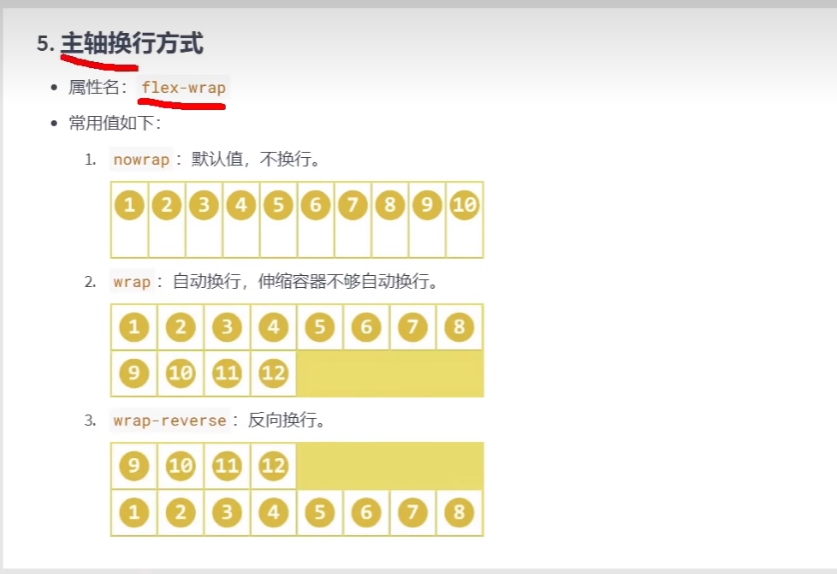 5. 主轴换行方式
• 属性名： flex-wrap
• 常用值如下：
1. nowrap ：默认值，不换行。
1 2 3 4 5 6 7 8 9 10
2. wrap ：自动换行，伸缩容器不够自动换行。
1 2 3 4 5 6 7 8
9 10 11 12
3. wrap-reverse ：反向换行。
9 10 11 12
1 2 3 4 5 6 7 8